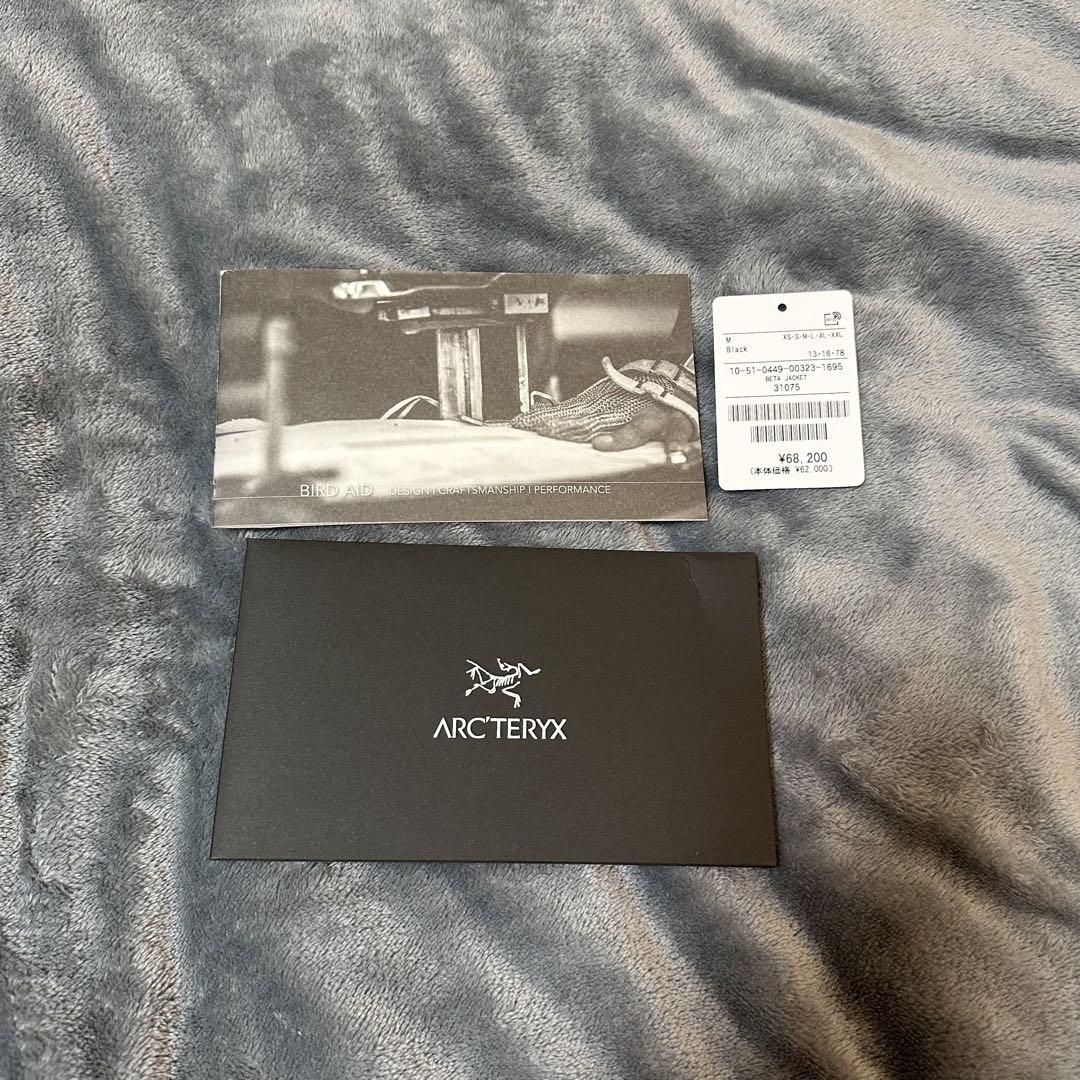 BIRD AID DESIGN | CRAFTSMANSHIP | PERFORMANCE
M XS-S-M-L-XL-XXL
Black 13・16・78
10-51-0449-00323-1695
BETA JACKET
31075
¥68,200
(本体価格 ¥62,000)
ARC'TERYX